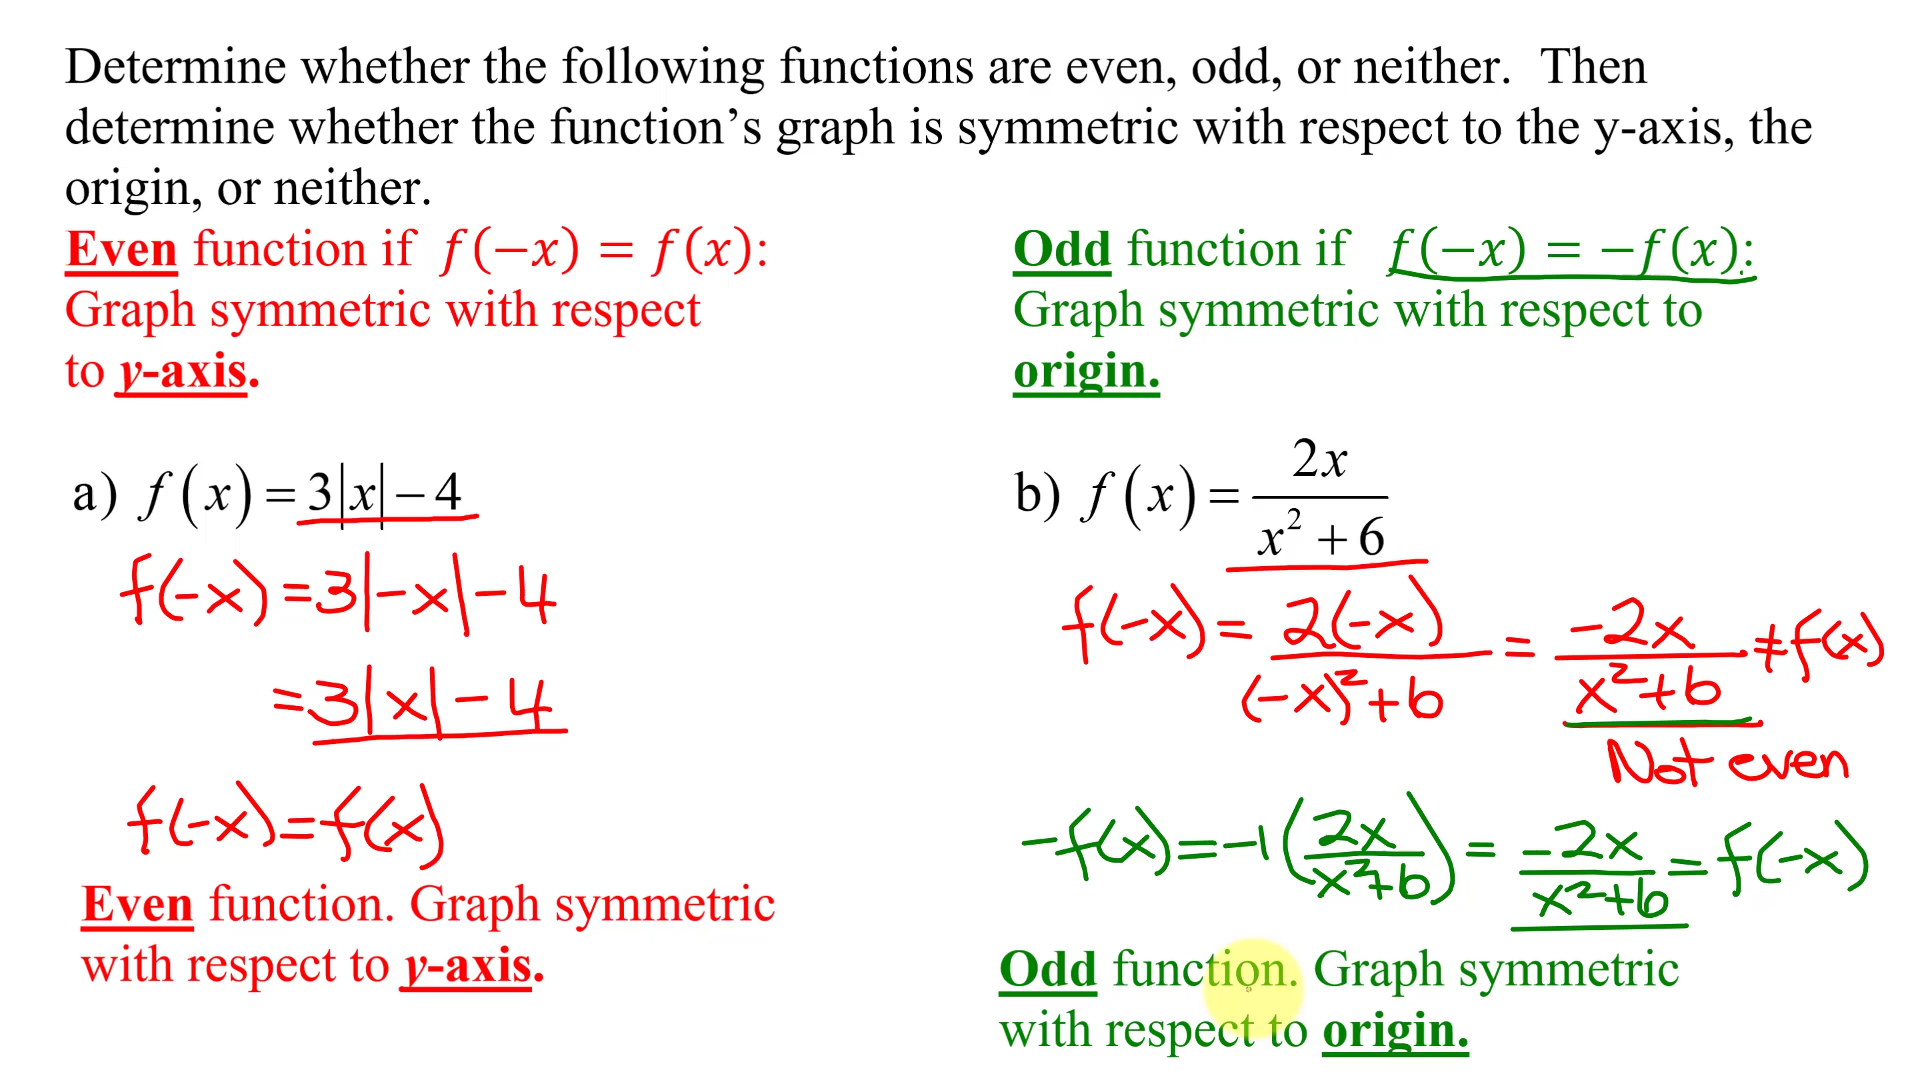 Determine whether the following functions are even, odd, or neither. Then
determine whether the function's graph is symmetric with respect to the y-axis, the
origin, or neither.
Even function if f(−x) = f(x):
Graph symmetric with respect
to y-axis.
Odd function if f(−x) = −f(x):
Graph symmetric with respect to
origin.
a) f(x) = 3|x| − 4
f(-x) = 3|-x| - 4
= 3|x| - 4
f(-x) = f(x)
Even function. Graph symmetric
with respect to y-axis.
b) f(x) = 2x / (x² + 6)
f(-x) = 2(-x) / ((-x)² + 6) = -2x / (x² + 6) ≠ f(x)
Not even
-f(x) = -1(2x / (x² + 6)) = -2x / (x² + 6) = f(-x)
Odd function. Graph symmetric
with respect to origin.